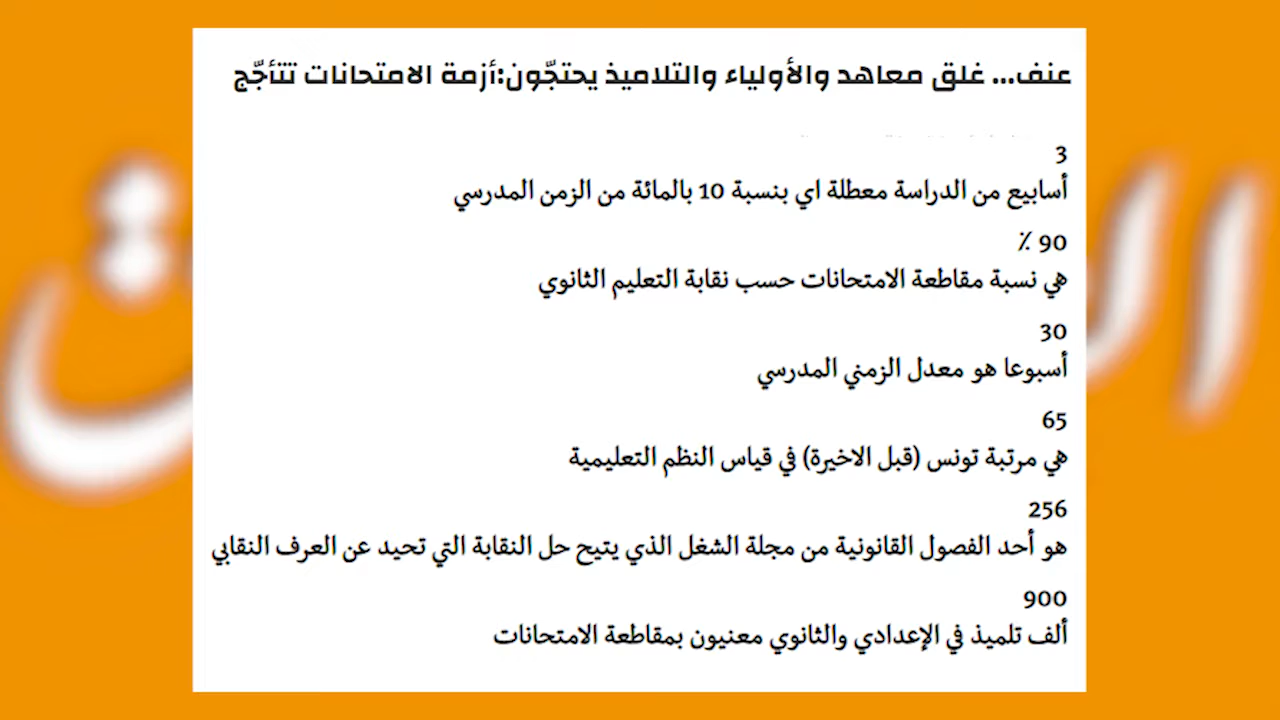 عنف... غلق معاهد والأولياء والتلاميذ يحتجّون:أزمة الامتحانات تتأجّج
3
أسابيع من الدراسة معطلة اي بنسبة 10 بالمائة من الزمن المدرسي
90 ٪
هي نسبة مقاطعة الامتحانات حسب نقابة التعليم الثانوي
30
أسبوعا هو معدل الزمني المدرسي
65
هي مرتبة تونس (قبل الاخيرة) في قياس النظم التعليمية
256
هو أحد الفصول القانونية من مجلة الشغل الذي يتيح حل النقابة التي تحيد عن العرف النقابي
900
ألف تلميذ في الإعدادي والثانوي معنيون بمقاطعة الامتحانات